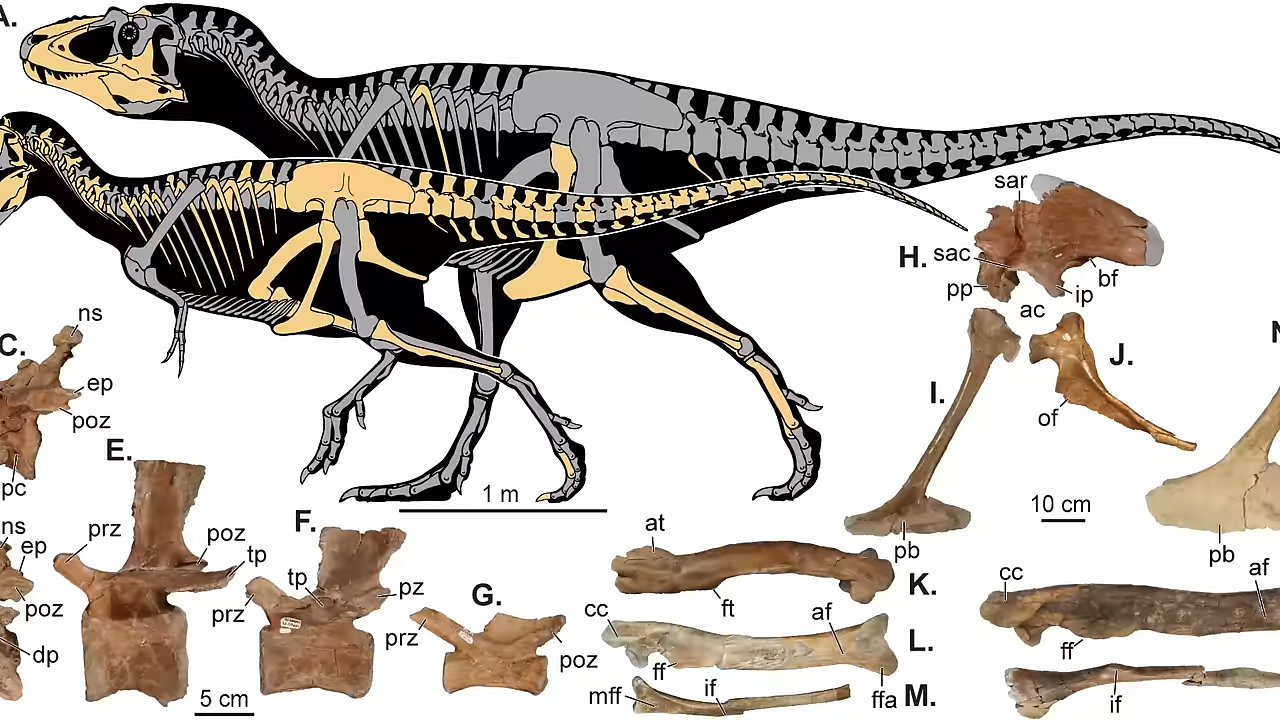 A.
sar
H.
sac
pp
bf
ip
ac
ns
C.
ep
poz
pc
J.
I.
of
N
E.
1 m
10 cm
pb
pb
ns
ep
poz
dp
prz
poz
tp
F.
tp
prz
pz
G.
prz
poz
5 cm
at
ft
K.
cc
af
L.
ff
ffa
mff
if
M.
cc
af
ff
if